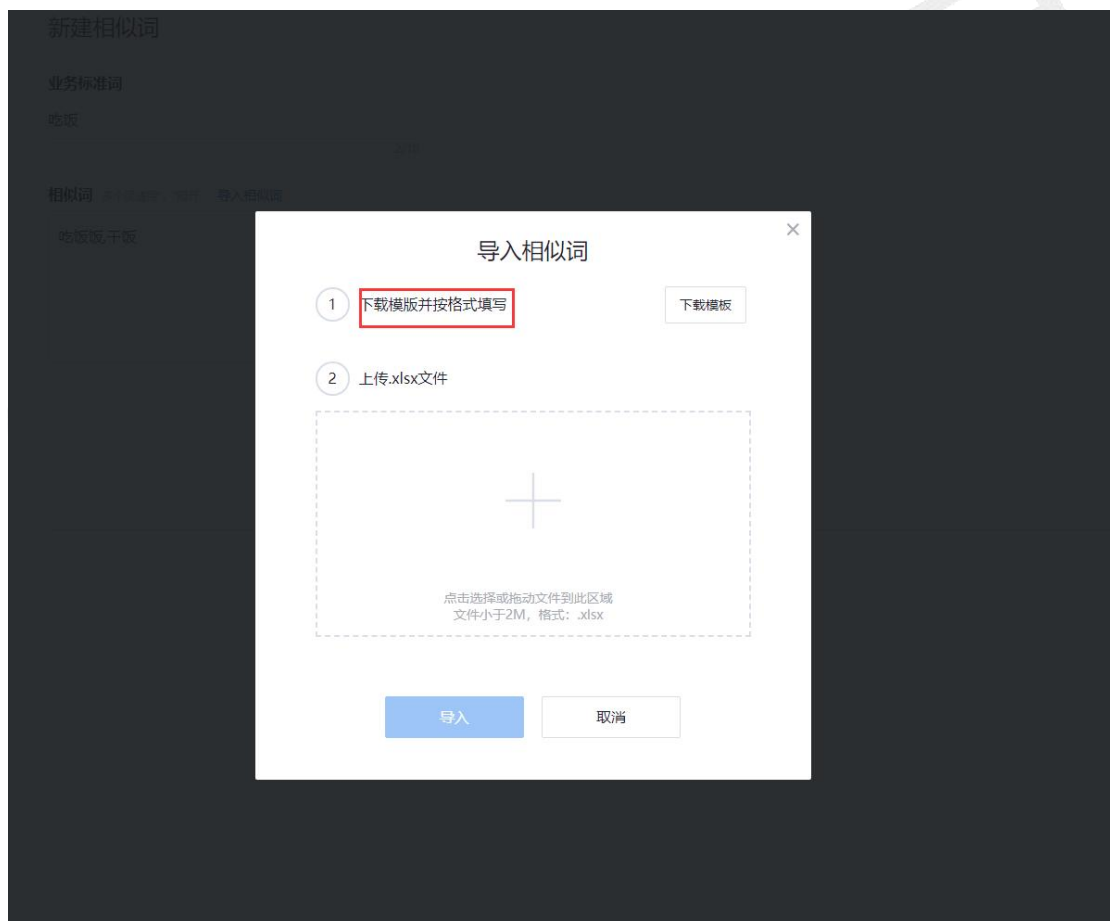 新建相似词
业务标准词
吃饭
相似词
导入相似词
吃饭饭,干饭
导入相似词
1 下载模版并按格式填写 下载模板
2 上传.xlsx文件
点击选择或拖动文件到此区域
文件小于2M，格式：.xlsx
导入 取消